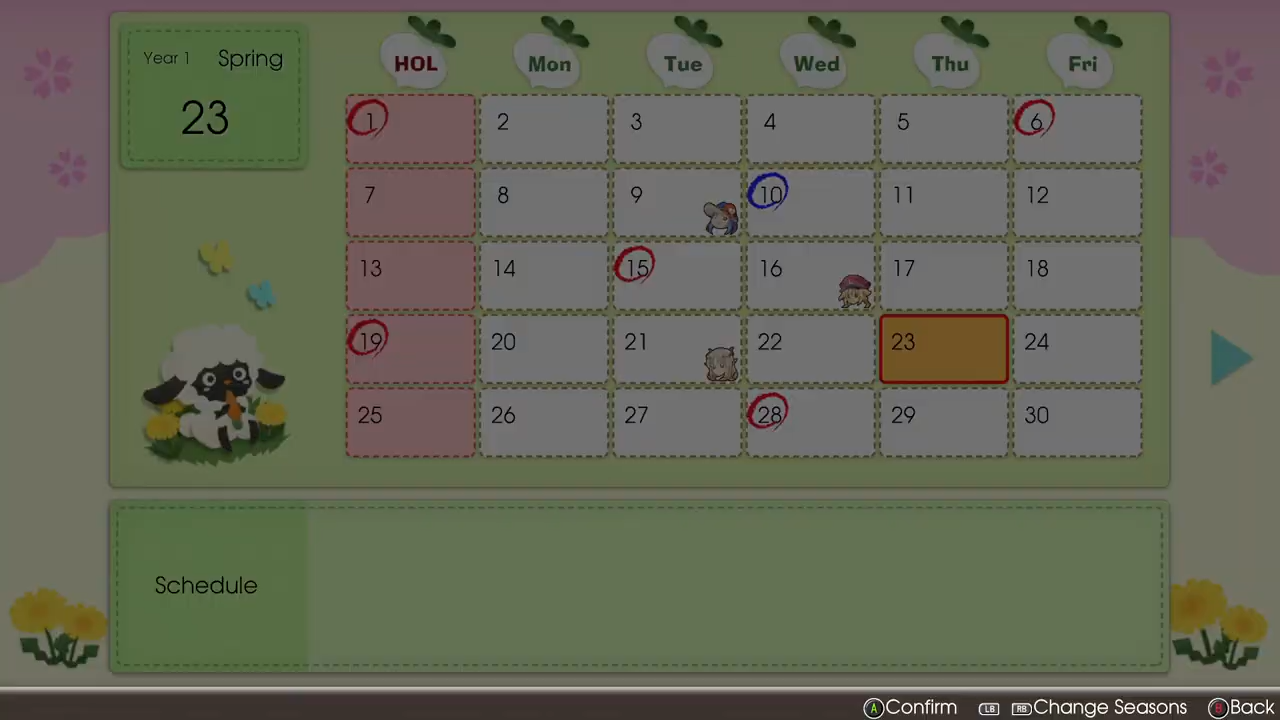 Year 1 Spring
23
HOL Mon Tue Wed Thu Fri
1 2 3 4 5 6
7 8 9 10 11 12
13 14 15 16 17 18
19 20 21 22 23 24
25 26 27 28 29 30
Schedule
A Confirm LB RB Change Seasons B Back